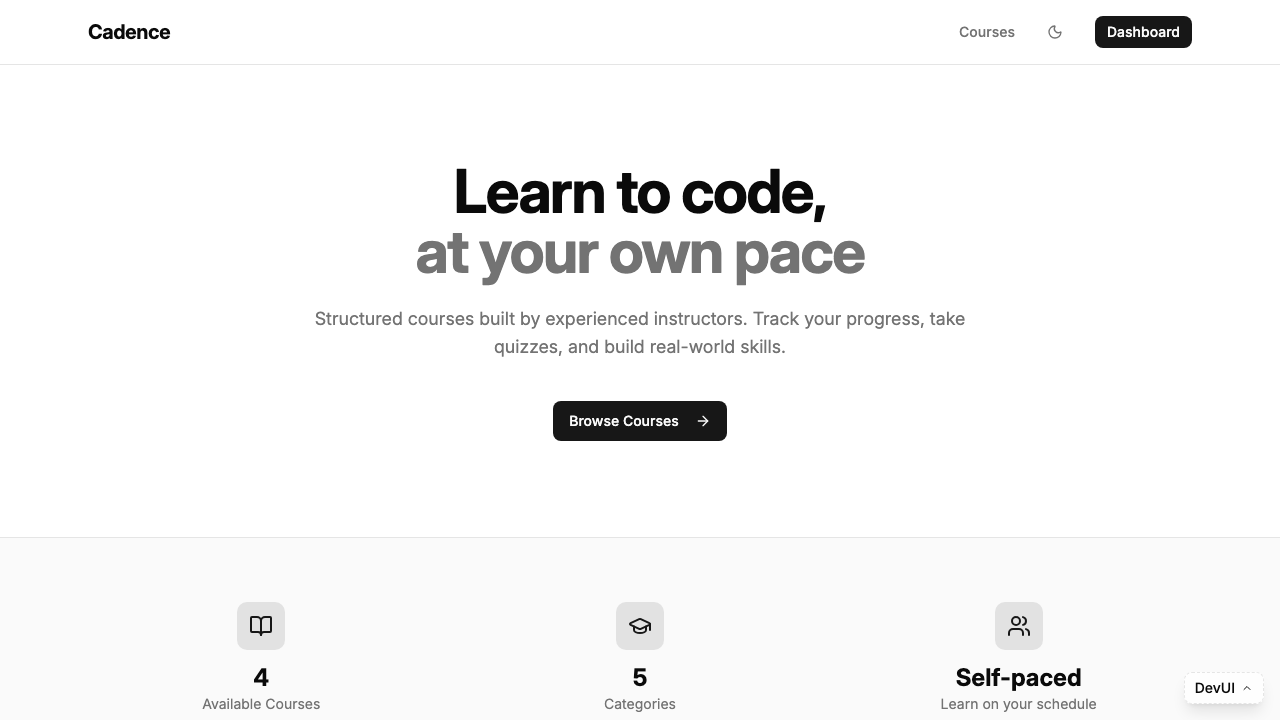 Cadence
Courses
Dashboard
Learn to code,
at your own pace
Structured courses built by experienced instructors. Track your progress, take
quizzes, and build real-world skills.
Browse Courses
4
Available Courses
5
Categories
Self-paced
Learn on your schedule
DevUI